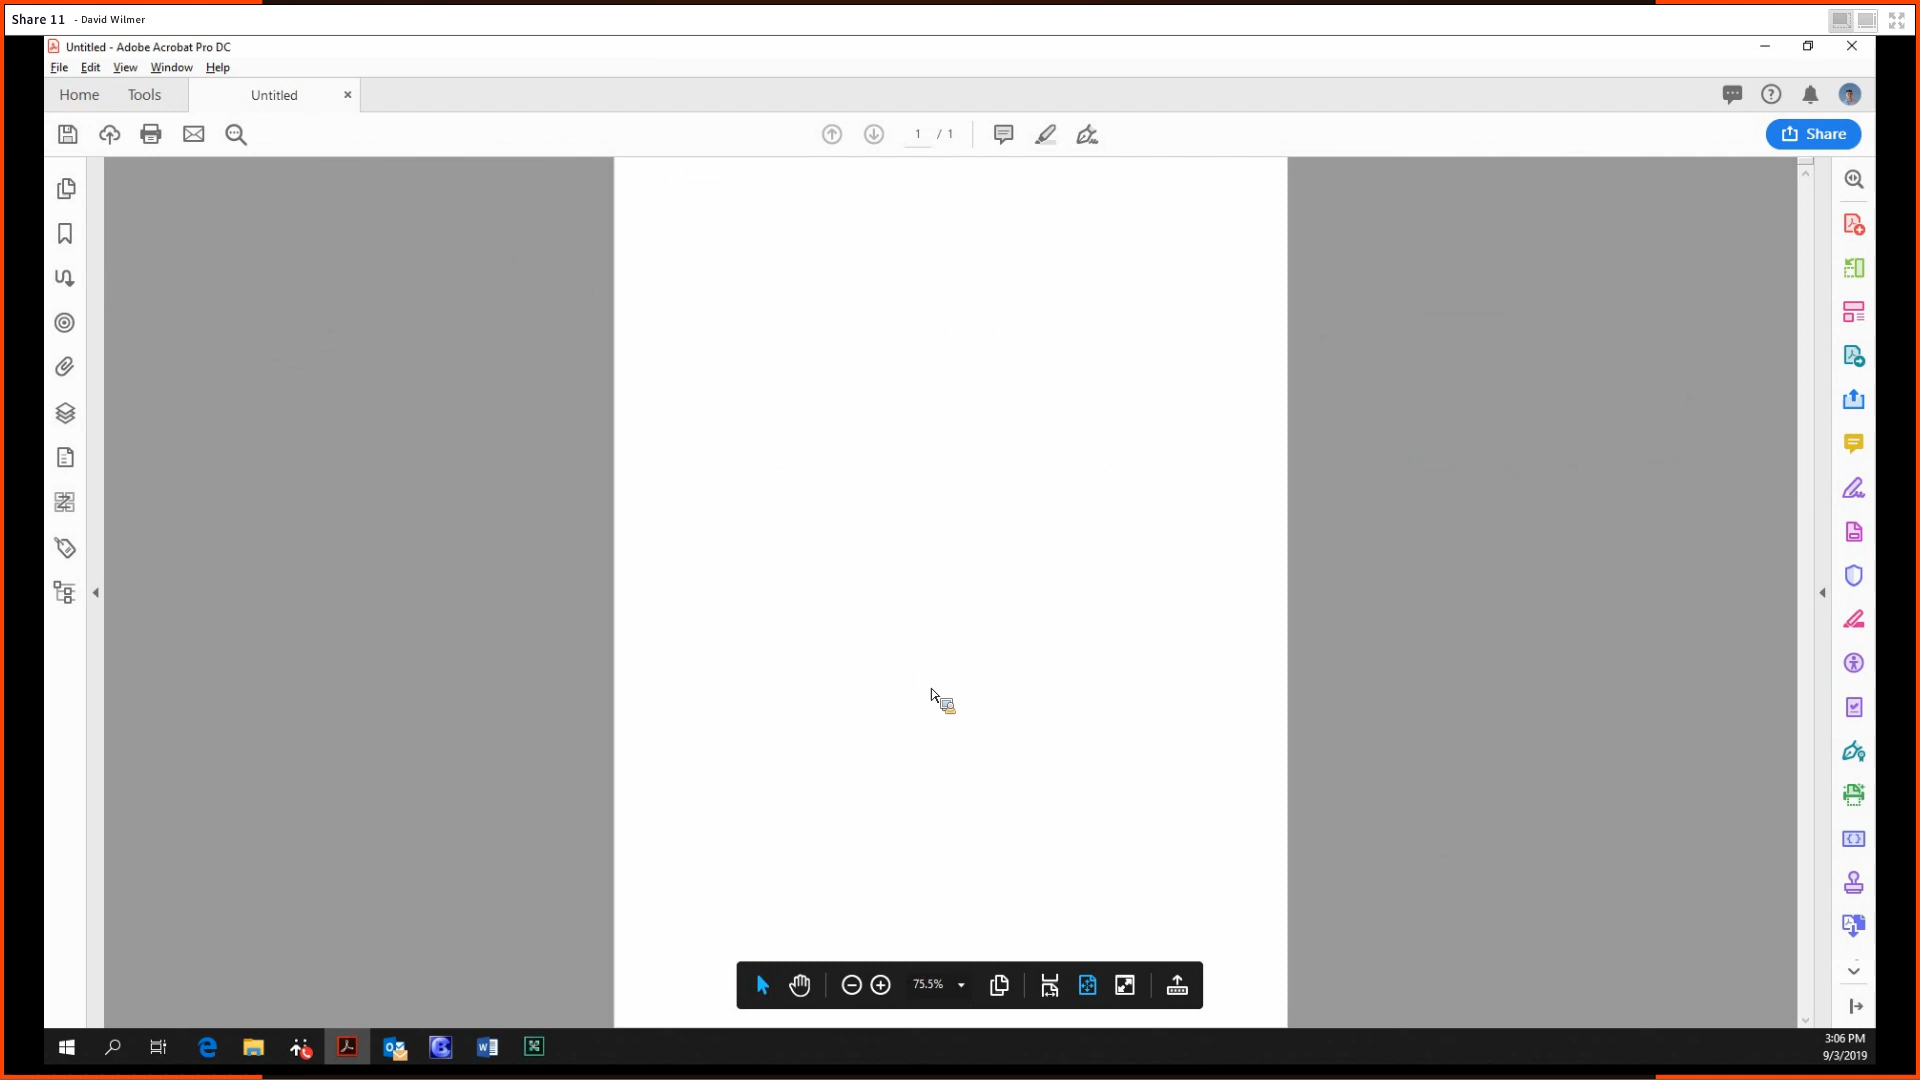 Share 11 - David Wilmer
Untitled - Adobe Acrobat Pro DC
File Edit View Window Help
Home Tools Untitled
1 / 1
Share
75.5%
3:06 PM
9/3/2019